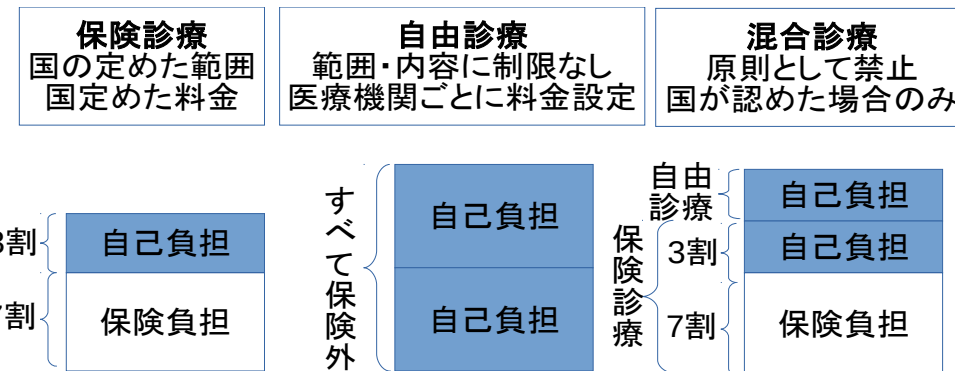 保険診療
国の定めた範囲
国定めた料金
自由診療
範囲・内容に制限なし
医療機関ごとに料金設定
混合診療
原則として禁止
国が認めた場合のみ
3割
自己負担
7割
保険負担
すべて保険外
自己負担
自己負担
自由
診療
自己負担
保険診療
3割
自己負担
7割
保険負担